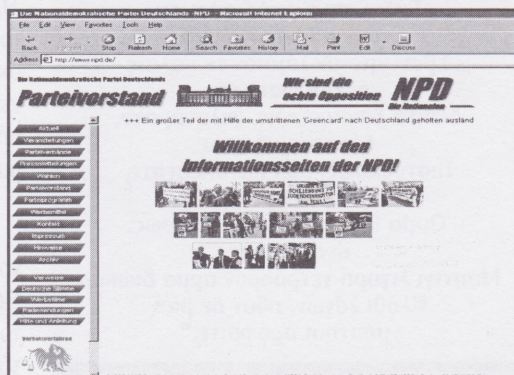 Die Nationaldemokratische Partei Deutschlands -NPD- - Microsoft Internet Explorer
File Edit View Favorites Tools Help
Back Stop Refresh Home Search Favorites History Mail Print Edit Discuss
Address http://www.npd.de/
Die Nationaldemokratische Partei Deutschlands
Parteivorstand
Wir sind die
echte Opposition
NPD
Die Nationalen
+++ Ein großer Teil der mit Hilfe der umstrittenen 'Greencard' nach Deutschland geholten ausländ
Willkommen auf den
Informationsseiten der NPD!
Aktuell
Veranstaltungen
Parteiverbände
Pressemitteilungen
Wahlen
Parteivorstand
Parteiprogramm
Werbemittel
Kontakt
Impressum
Hinweise
Archiv
Verweise
Deutsche Stimme
Werbefilme
Radiosendungen
Hilfe und Anleitung
Verbotsverfahren